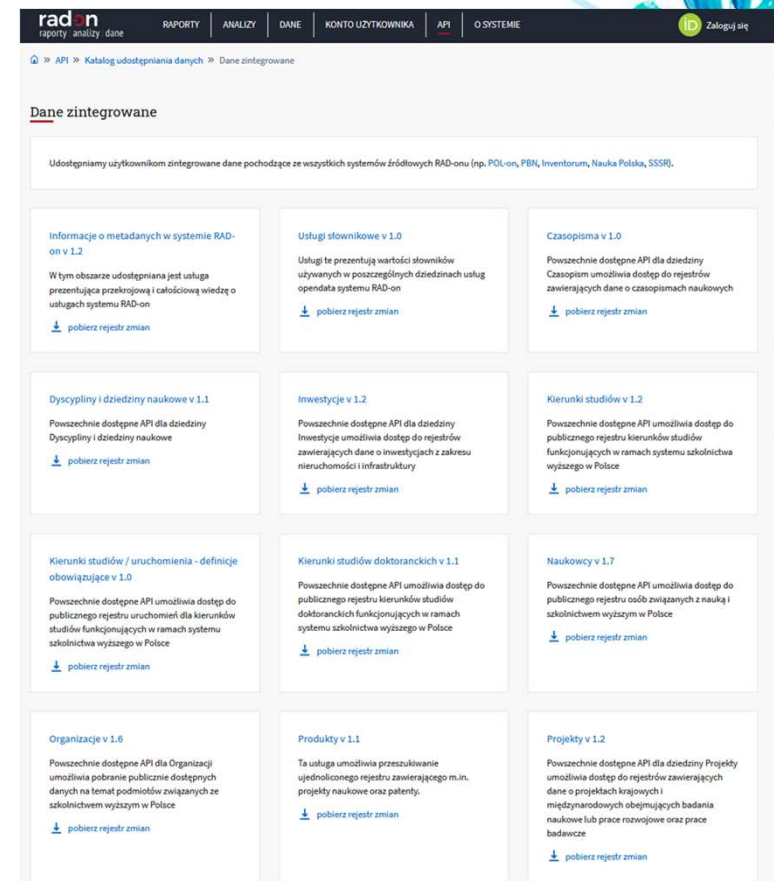 radon
raporty analizy dane
RAPORTY
ANALIZY
DANE
KONTO UŻYTKOWNIKA
API
O SYSTEMIE
iD
Zaloguj się
» API » Katalog udostępniania danych » Dane zintegrowane
Dane zintegrowane
Udostępniamy użytkownikom zintegrowane dane pochodzące ze wszystkich systemów źródłowych RAD-onu (np. POL-on, PBN, Inventorum, Nauka Polska, SSSR).
Informacje o metadanych w systemie RAD-
on v 1.2
W tym obszarze udostępniana jest usługa
prezentująca przekrojową i całościową wiedzę o
usługach systemu RAD-on
pobierz rejestr zmian
Usługi słownikowe v 1.0
Usługi te prezentują wartości słowników
używanych w poszczególnych dziedzinach usług
opendata systemu RAD-on
pobierz rejestr zmian
Czasopisma v 1.0
Powszechnie dostępne API dla dziedziny
Czasopism umożliwia dostęp do rejestrów
zawierających dane o czasopismach naukowych
pobierz rejestr zmian
Dyscypliny i dziedziny naukowe v 1.1
Powszechnie dostępne API dla dziedziny
Dyscypliny i dziedziny naukowe
pobierz rejestr zmian
Inwestycje v 1.2
Powszechnie dostępne API dla dziedziny
Inwestycje umożliwia dostęp do rejestrów
zawierających dane o inwestycjach z zakresu
nieruchomości i infrastruktury
pobierz rejestr zmian
Kierunki studiów v 1.2
Powszechnie dostępne API umożliwia dostęp do
publicznego rejestru kierunków studiów
funkcjonujących w ramach systemu szkolnictwa
wyższego w Polsce
pobierz rejestr zmian
Kierunki studiów / uruchomienia - definicje
obowiązujące v 1.0
Powszechnie dostępne API umożliwia dostęp do
publicznego rejestru uruchomień dla kierunków
studiów funkcjonujących w ramach systemu
szkolnictwa wyższego w Polsce
pobierz rejestr zmian
Kierunki studiów doktoranckich v 1.1
Powszechnie dostępne API umożliwia dostęp do
publicznego rejestru kierunków studiów
doktoranckich funkcjonujących w ramach
systemu szkolnictwa wyższego w Polsce
pobierz rejestr zmian
Naukowcy v 1.7
Powszechnie dostępne API umożliwia dostęp do
publicznego rejestru osób związanych z nauką i
szkolnictwem wyższym w Polsce
pobierz rejestr zmian
Organizacje v 1.6
Powszechnie dostępne API dla Organizacji
umożliwia pobranie publicznie dostępnych
danych na temat podmiotów związanych ze
szkolnictwem wyższym w Polsce
pobierz rejestr zmian
Produkty v 1.1
Ta usługa umożliwia przeszukiwanie
ujednoliconego rejestru zawierającego m.in.
projekty naukowe oraz patenty.
pobierz rejestr zmian
Projekty v 1.2
Powszechnie dostępne API dla dziedziny Projekty
umożliwia dostęp do rejestrów zawierających
dane o projektach krajowych i
międzynarodowych obejmujących badania
naukowe lub prace rozwojowe oraz prace
badawcze
pobierz rejestr zmian